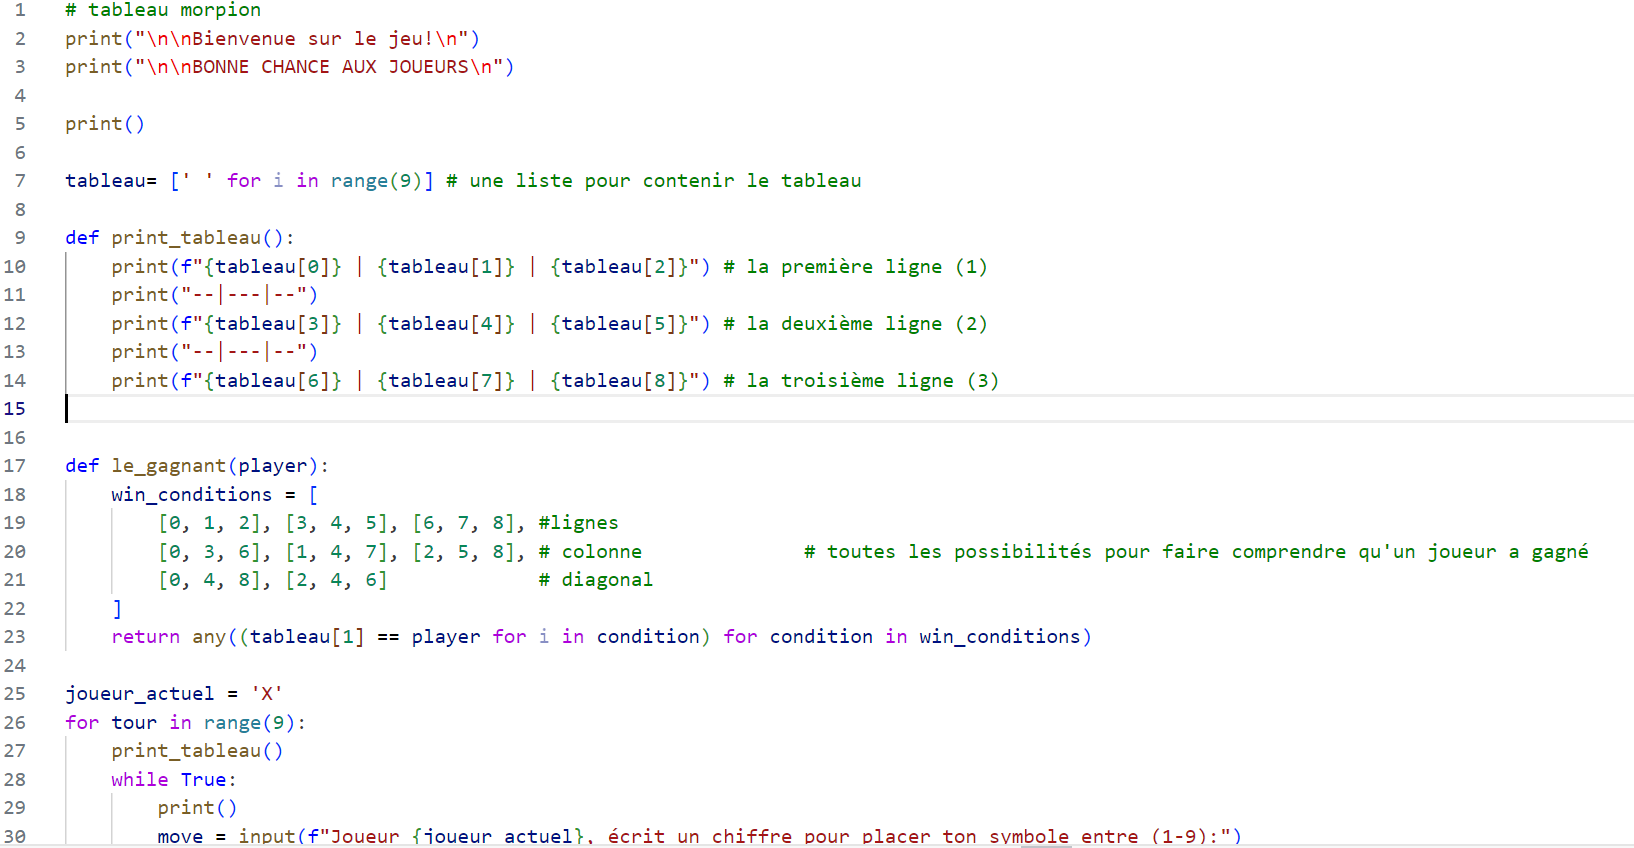 1 # tableau morpion
2 print("\n\nBienvenue sur le jeu!\n")
3 print("\n\nBONNE CHANCE AUX JOUEURS\n")
4
5 print()
6
7 tableau= [' ' for i in range(9)] # une liste pour contenir le tableau
8
9 def print_tableau():
10     print(f"{tableau[0]} | {tableau[1]} | {tableau[2]}") # la première ligne (1)
11     print("--|---|--")
12     print(f"{tableau[3]} | {tableau[4]} | {tableau[5]}") # la deuxième ligne (2)
13     print("--|---|--")
14     print(f"{tableau[6]} | {tableau[7]} | {tableau[8]}") # la troisième ligne (3)
15
16
17 def le_gagnant(player):
18     win_conditions = [
19         [0, 1, 2], [3, 4, 5], [6, 7, 8], #lignes
20         [0, 3, 6], [1, 4, 7], [2, 5, 8], # colonne              # toutes les possibilités pour faire comprendre qu'un joueur a gagné
21         [0, 4, 8], [2, 4, 6]             # diagonal
22     ]
23     return any((tableau[1] == player for i in condition) for condition in win_conditions)
24
25 joueur_actuel = 'X'
26 for tour in range(9):
27     print_tableau()
28     while True:
29         print()
30         move = input(f"Joueur {joueur_actuel}, écrit un chiffre pour placer ton symbole entre (1-9):")